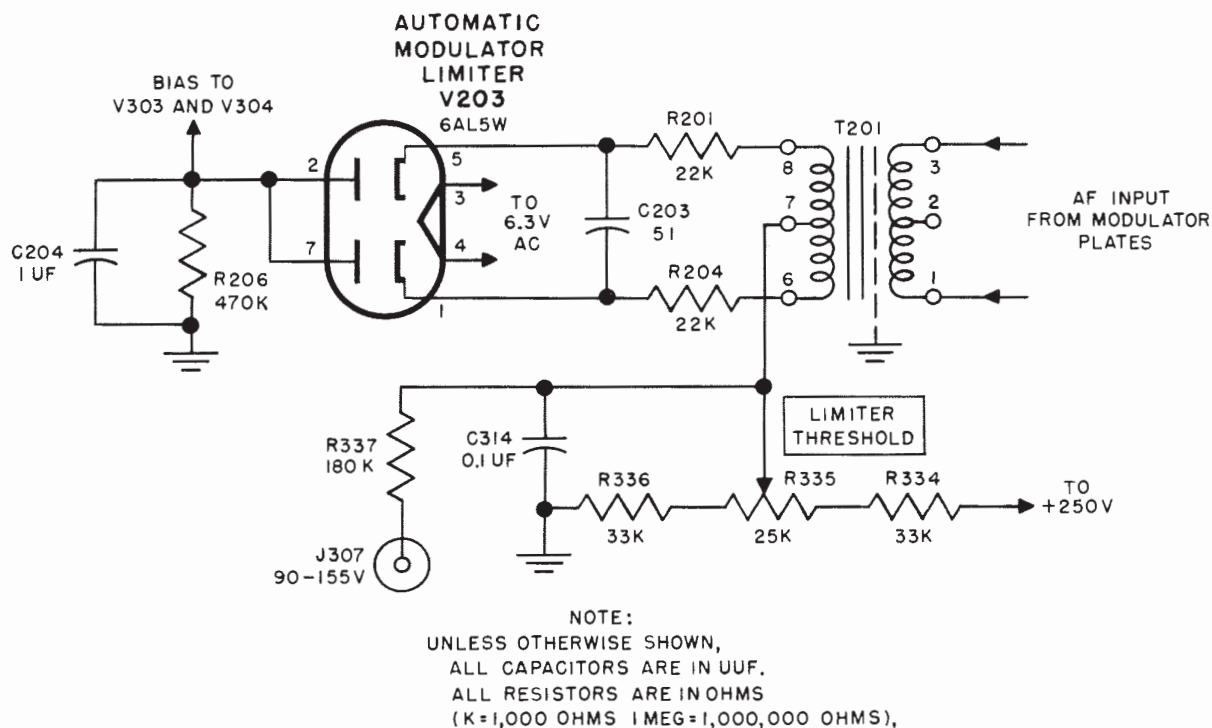 AUTOMATIC
MODULATOR
LIMITER
V203
6AL5W
BIAS TO
V303 AND V304
2
5
3
4
7
1
TO
6.3V
AC
C204
1 UF
R206
470K
R201
22K
C203
51
R204
22K
T201
8
7
6
3
2
1
AF INPUT
FROM MODULATOR
PLATES
LIMITER
THRESHOLD
R337
180K
C314
0.1 UF
R336
33K
R335
25K
R334
33K
TO
+250V
J307
90-155V
NOTE:
UNLESS OTHERWISE SHOWN,
ALL CAPACITORS ARE IN UUF.
ALL RESISTORS ARE IN OHMS
(K=1,000 OHMS 1 MEG=1,000,000 OHMS),